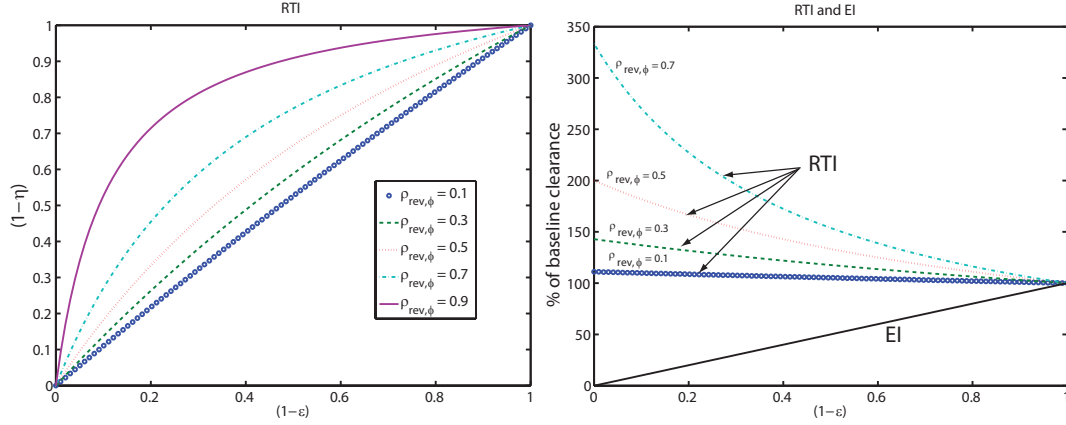 RTI
(1−η)
1
0.9
0.8
0.7
0.6
0.5
0.4
0.3
0.2
0.1
0
0
0.2
0.4
0.6
0.8
1
(1−ε)
ρrev,ϕ = 0.1
ρrev,ϕ = 0.3
ρrev,ϕ = 0.5
ρrev,ϕ = 0.7
ρrev,ϕ = 0.9
RTI and EI
% of baseline clearance
350
300
250
200
150
100
50
0
0
0.2
0.4
0.6
0.8
1
(1−ε)
ρrev,ϕ = 0.7
RTI
ρrev,ϕ = 0.5
ρrev,ϕ = 0.3
ρrev,ϕ = 0.1
EI